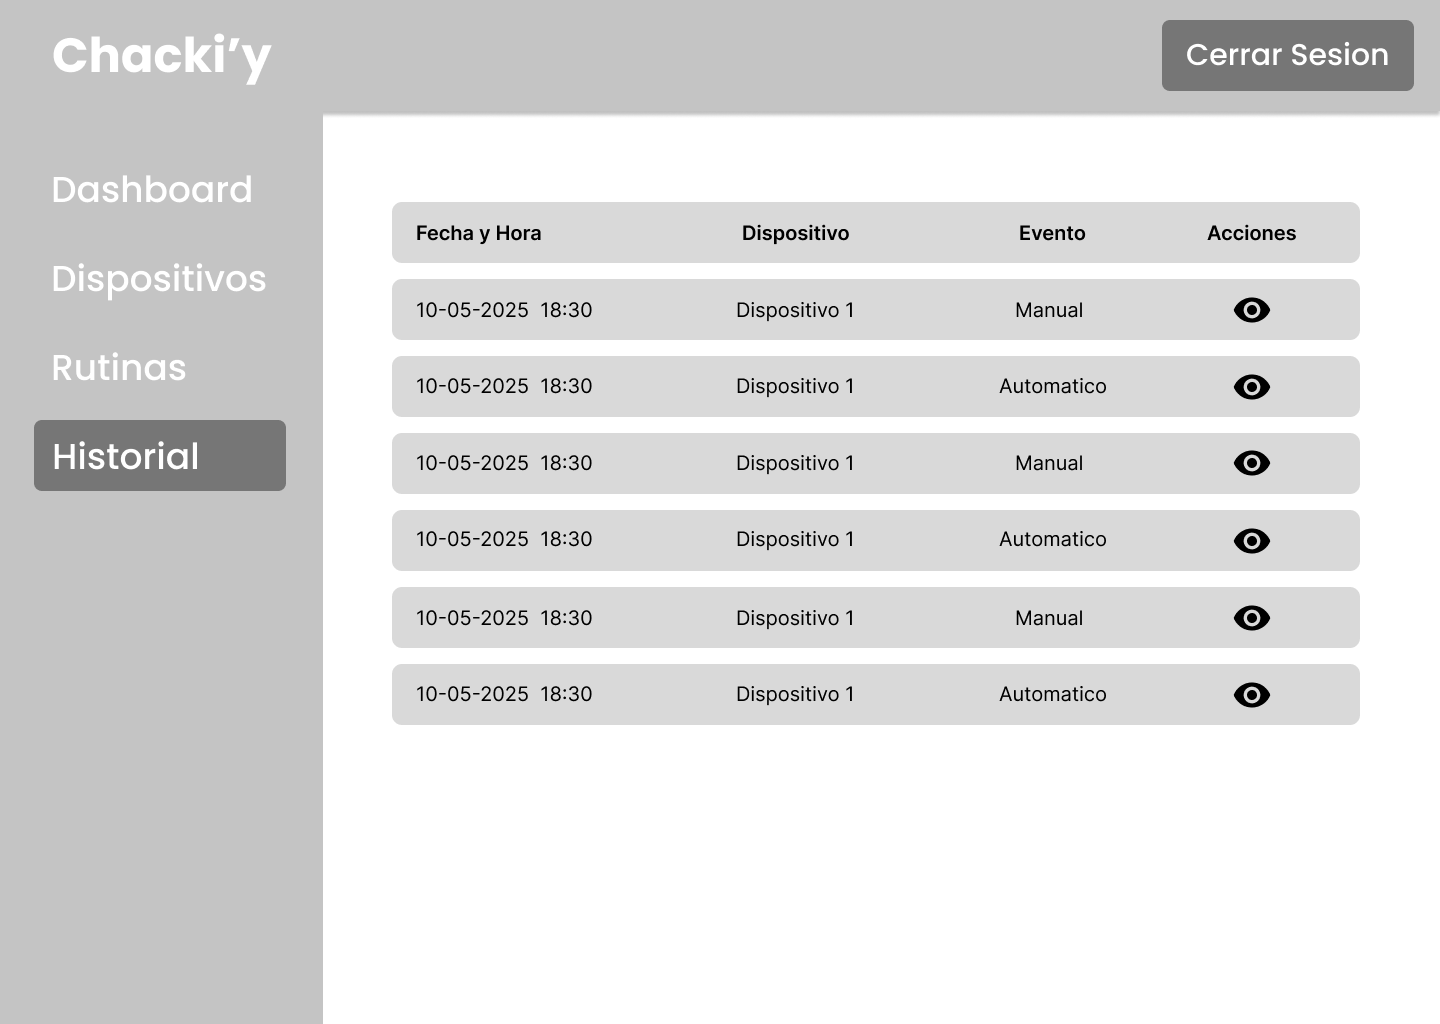 Chacki’y
Cerrar Sesion
Dashboard
Dispositivos
Rutinas
Historial
Fecha y Hora Dispositivo Evento Acciones
10-05-2025 18:30 Dispositivo 1 Manual
10-05-2025 18:30 Dispositivo 1 Automatico
10-05-2025 18:30 Dispositivo 1 Manual
10-05-2025 18:30 Dispositivo 1 Automatico
10-05-2025 18:30 Dispositivo 1 Manual
10-05-2025 18:30 Dispositivo 1 Automatico